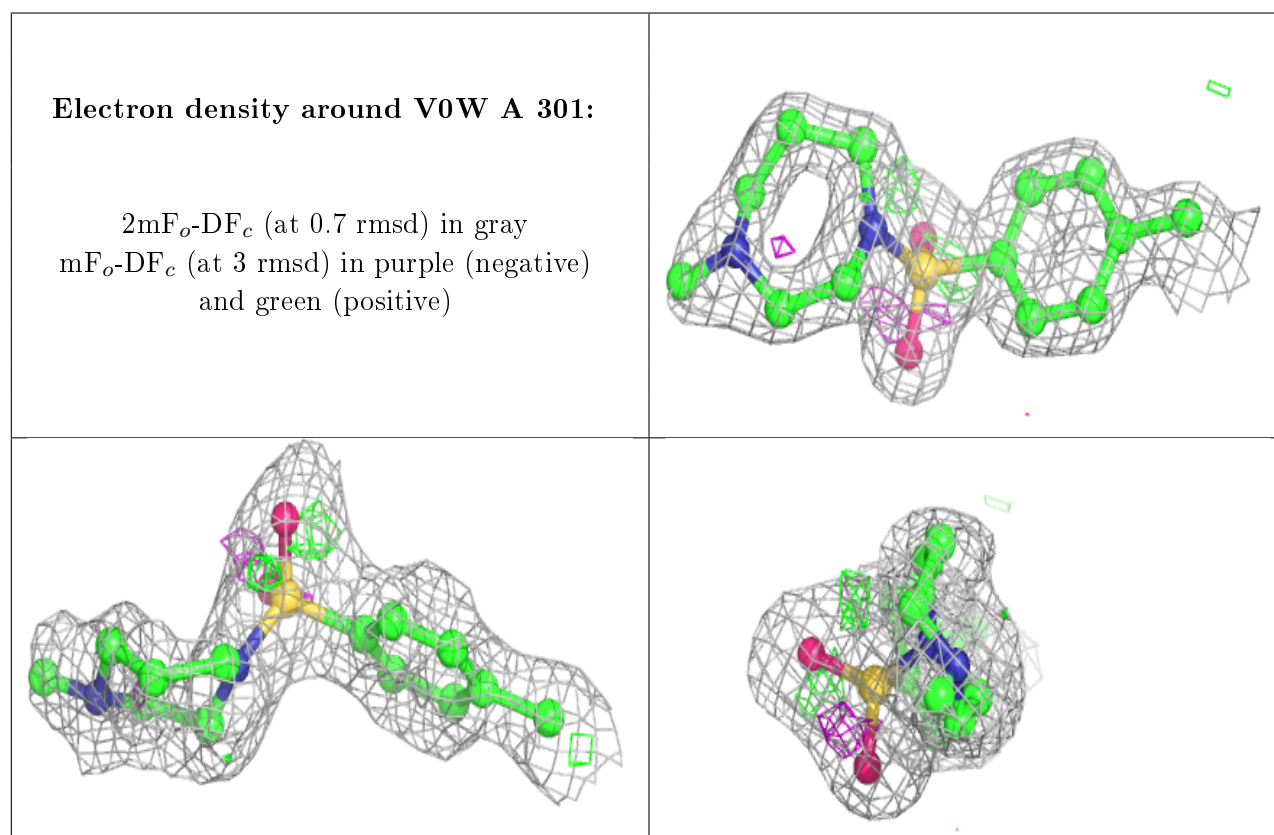 Electron density around V0W A 301:
2mFₒ-DF𝒸 (at 0.7 rmsd) in gray
mFₒ-DF𝒸 (at 3 rmsd) in purple (negative)
and green (positive)